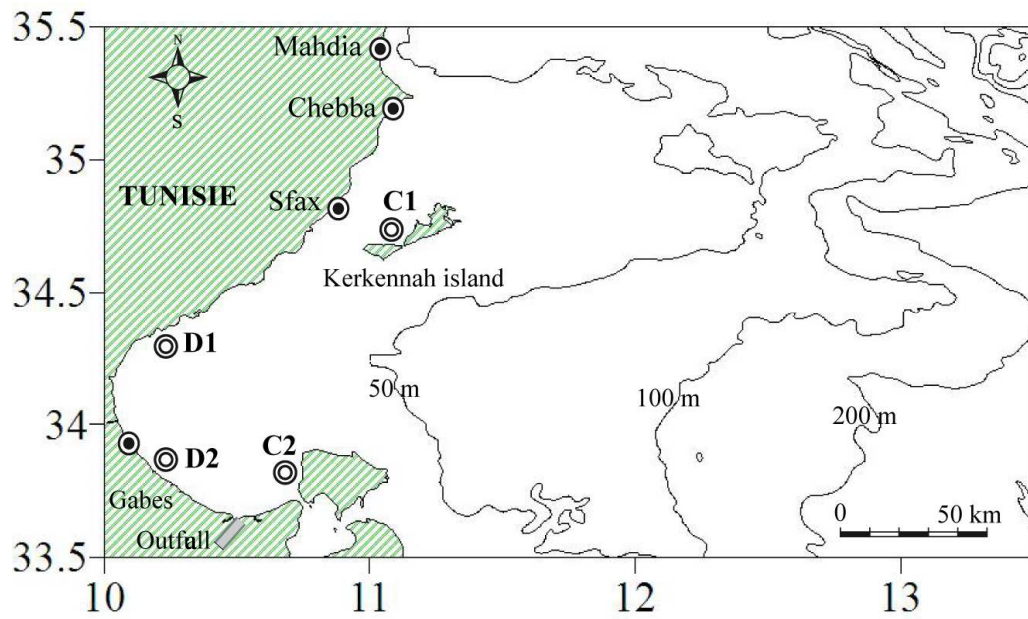 35.5
Mahdia
N
S
Chebba
35
TUNISIE
Sfax
C1
Kerkennah island
34.5
D1
50 m
100 m
200 m
34
C2
D2
Gabes
0 50 km
Outfall
33.5
10 11 12 13